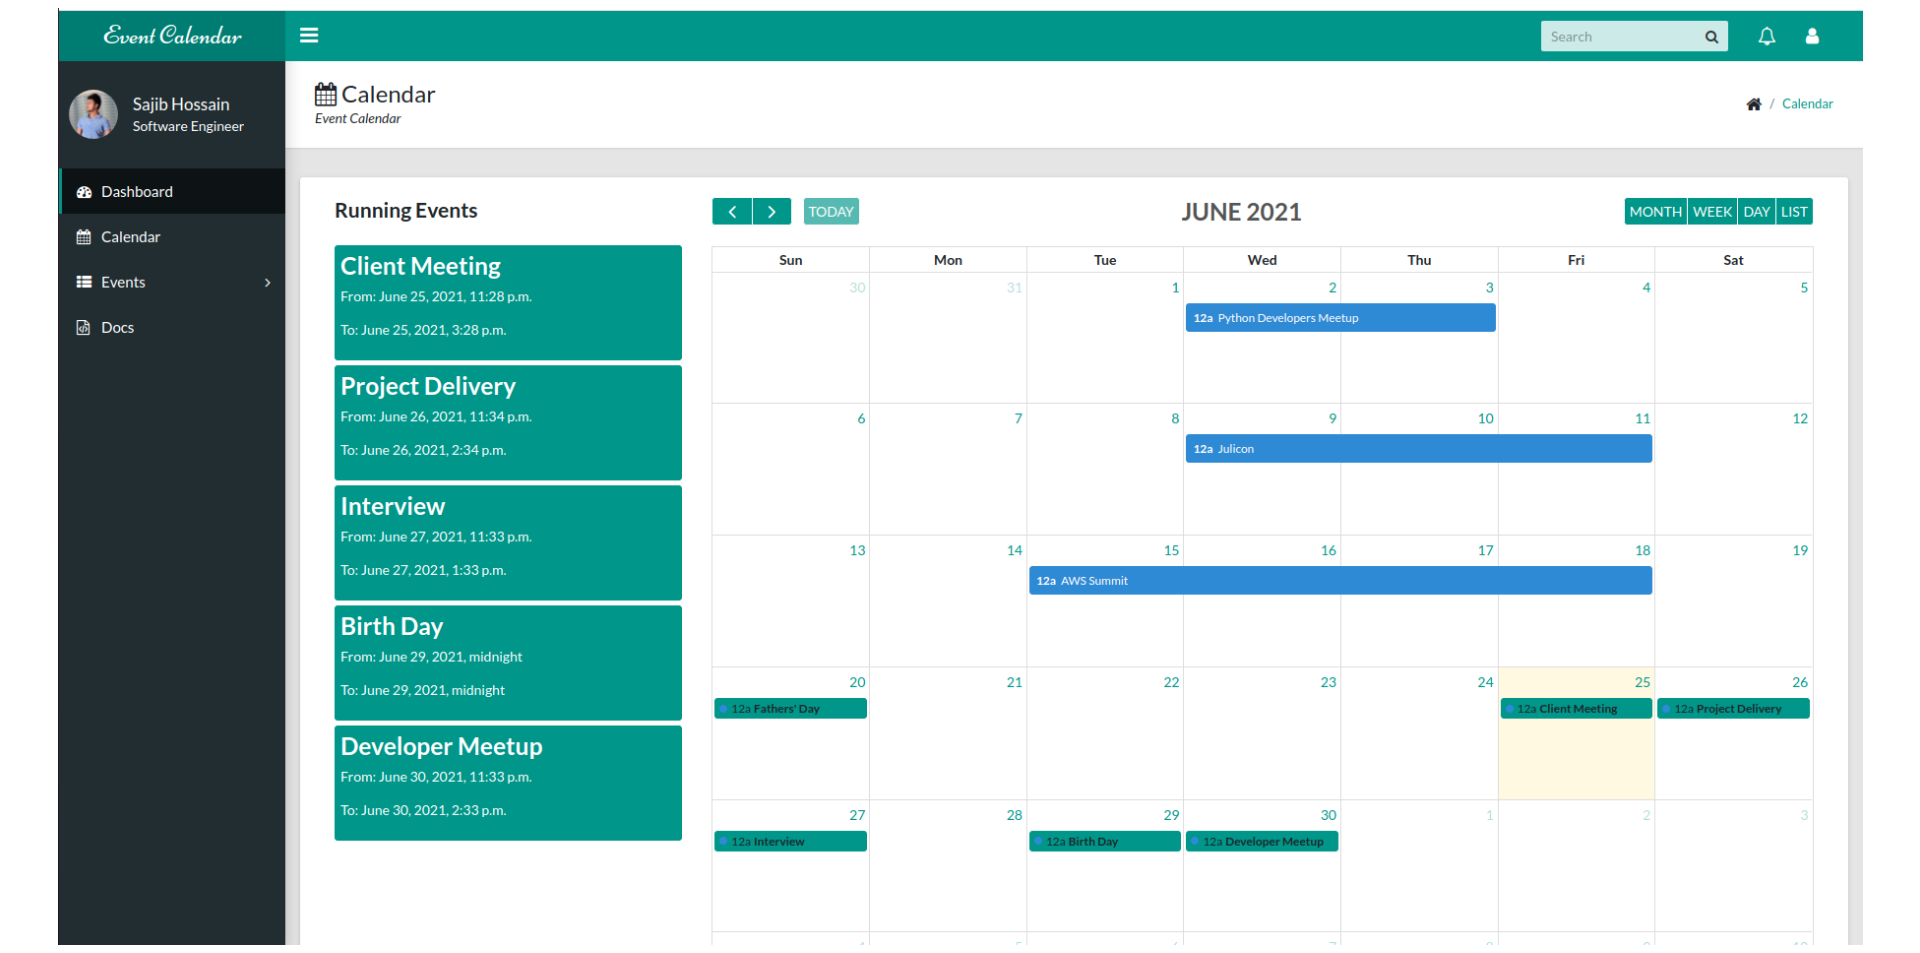 Event Calendar
Search
Sajib Hossain
Software Engineer
Calendar
Event Calendar
/ Calendar
Dashboard
Calendar
Events
Docs
Running Events
Client Meeting
From: June 25, 2021, 11:28 p.m.
To: June 25, 2021, 3:28 p.m.
Project Delivery
From: June 26, 2021, 11:34 p.m.
To: June 26, 2021, 2:34 p.m.
Interview
From: June 27, 2021, 11:33 p.m.
To: June 27, 2021, 1:33 p.m.
Birth Day
From: June 29, 2021, midnight
To: June 29, 2021, midnight
Developer Meetup
From: June 30, 2021, 11:33 p.m.
To: June 30, 2021, 2:33 p.m.
TODAY JUNE 2021 MONTH WEEK DAY LIST
Sun Mon Tue Wed Thu Fri Sat
30 31 1 2 3 4 5
12a Python Developers Meetup
6 7 8 9 10 11 12
12a Julicon
13 14 15 16 17 18 19
12a AWS Summit
20 21 22 23 24 25 26
12a Fathers' Day 12a Client Meeting 12a Project Delivery
27 28 29 30 1 2 3
12a Interview 12a Birth Day 12a Developer Meetup